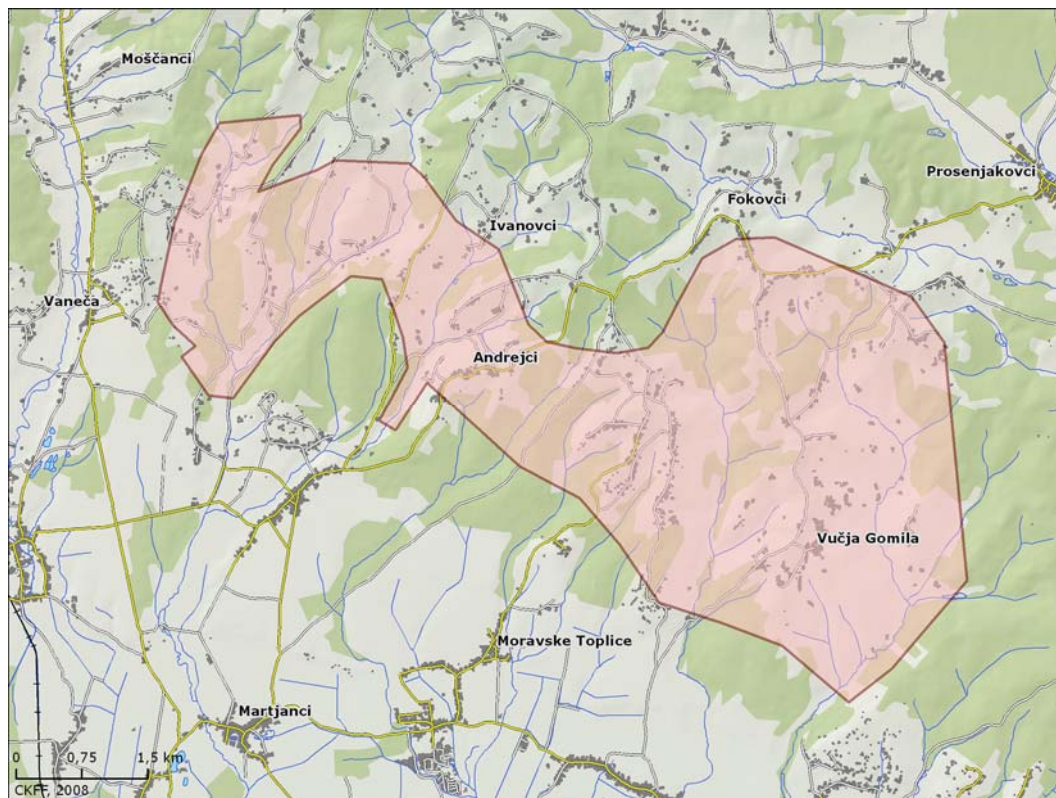 Moščanci
Prosenjakovci
Fokovci
Ivanovci
Vaneča
Andrejci
Vučja Gomila
Moravske Toplice
Martjanci
0 0,75 1,5 km
CKFF, 2008